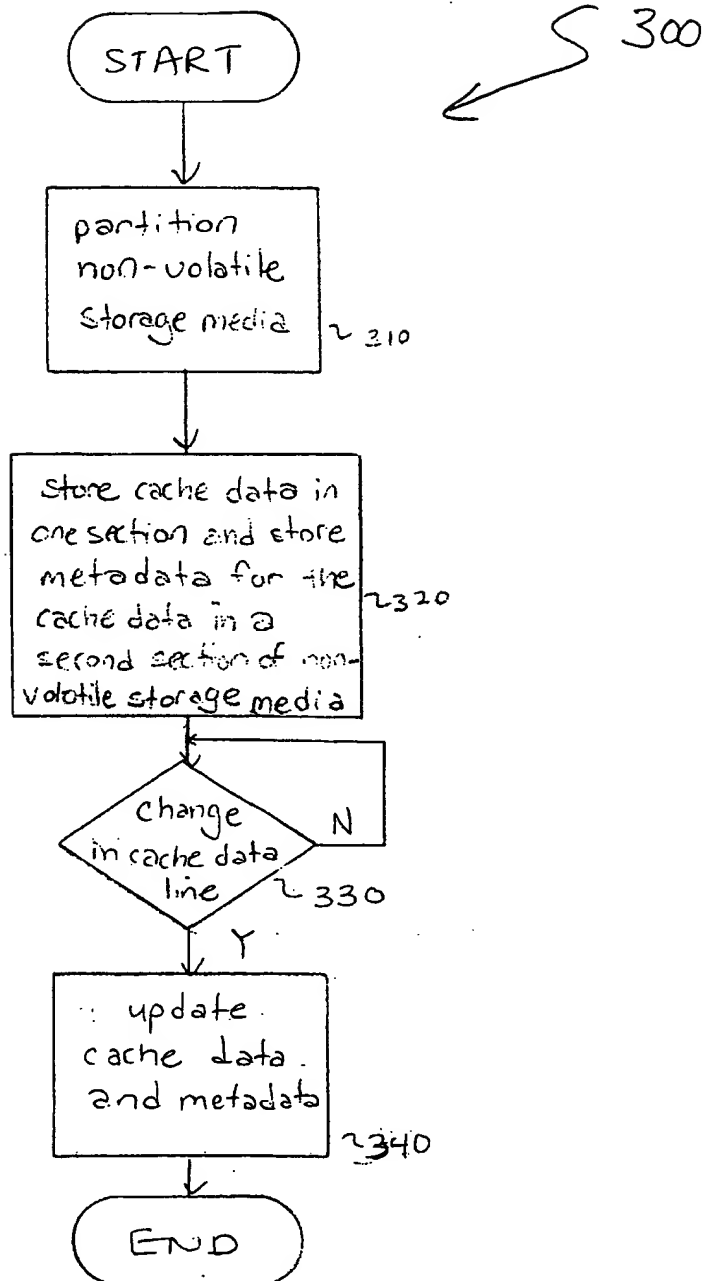 START
300
partition
non-volatile
storage media
310
store cache data in
one section and store
metadata for the
cache data in a
second section of non-
volatile storage media
320
change
in cache data
line
N
330
Y
update
cache data
and metadata
340
END